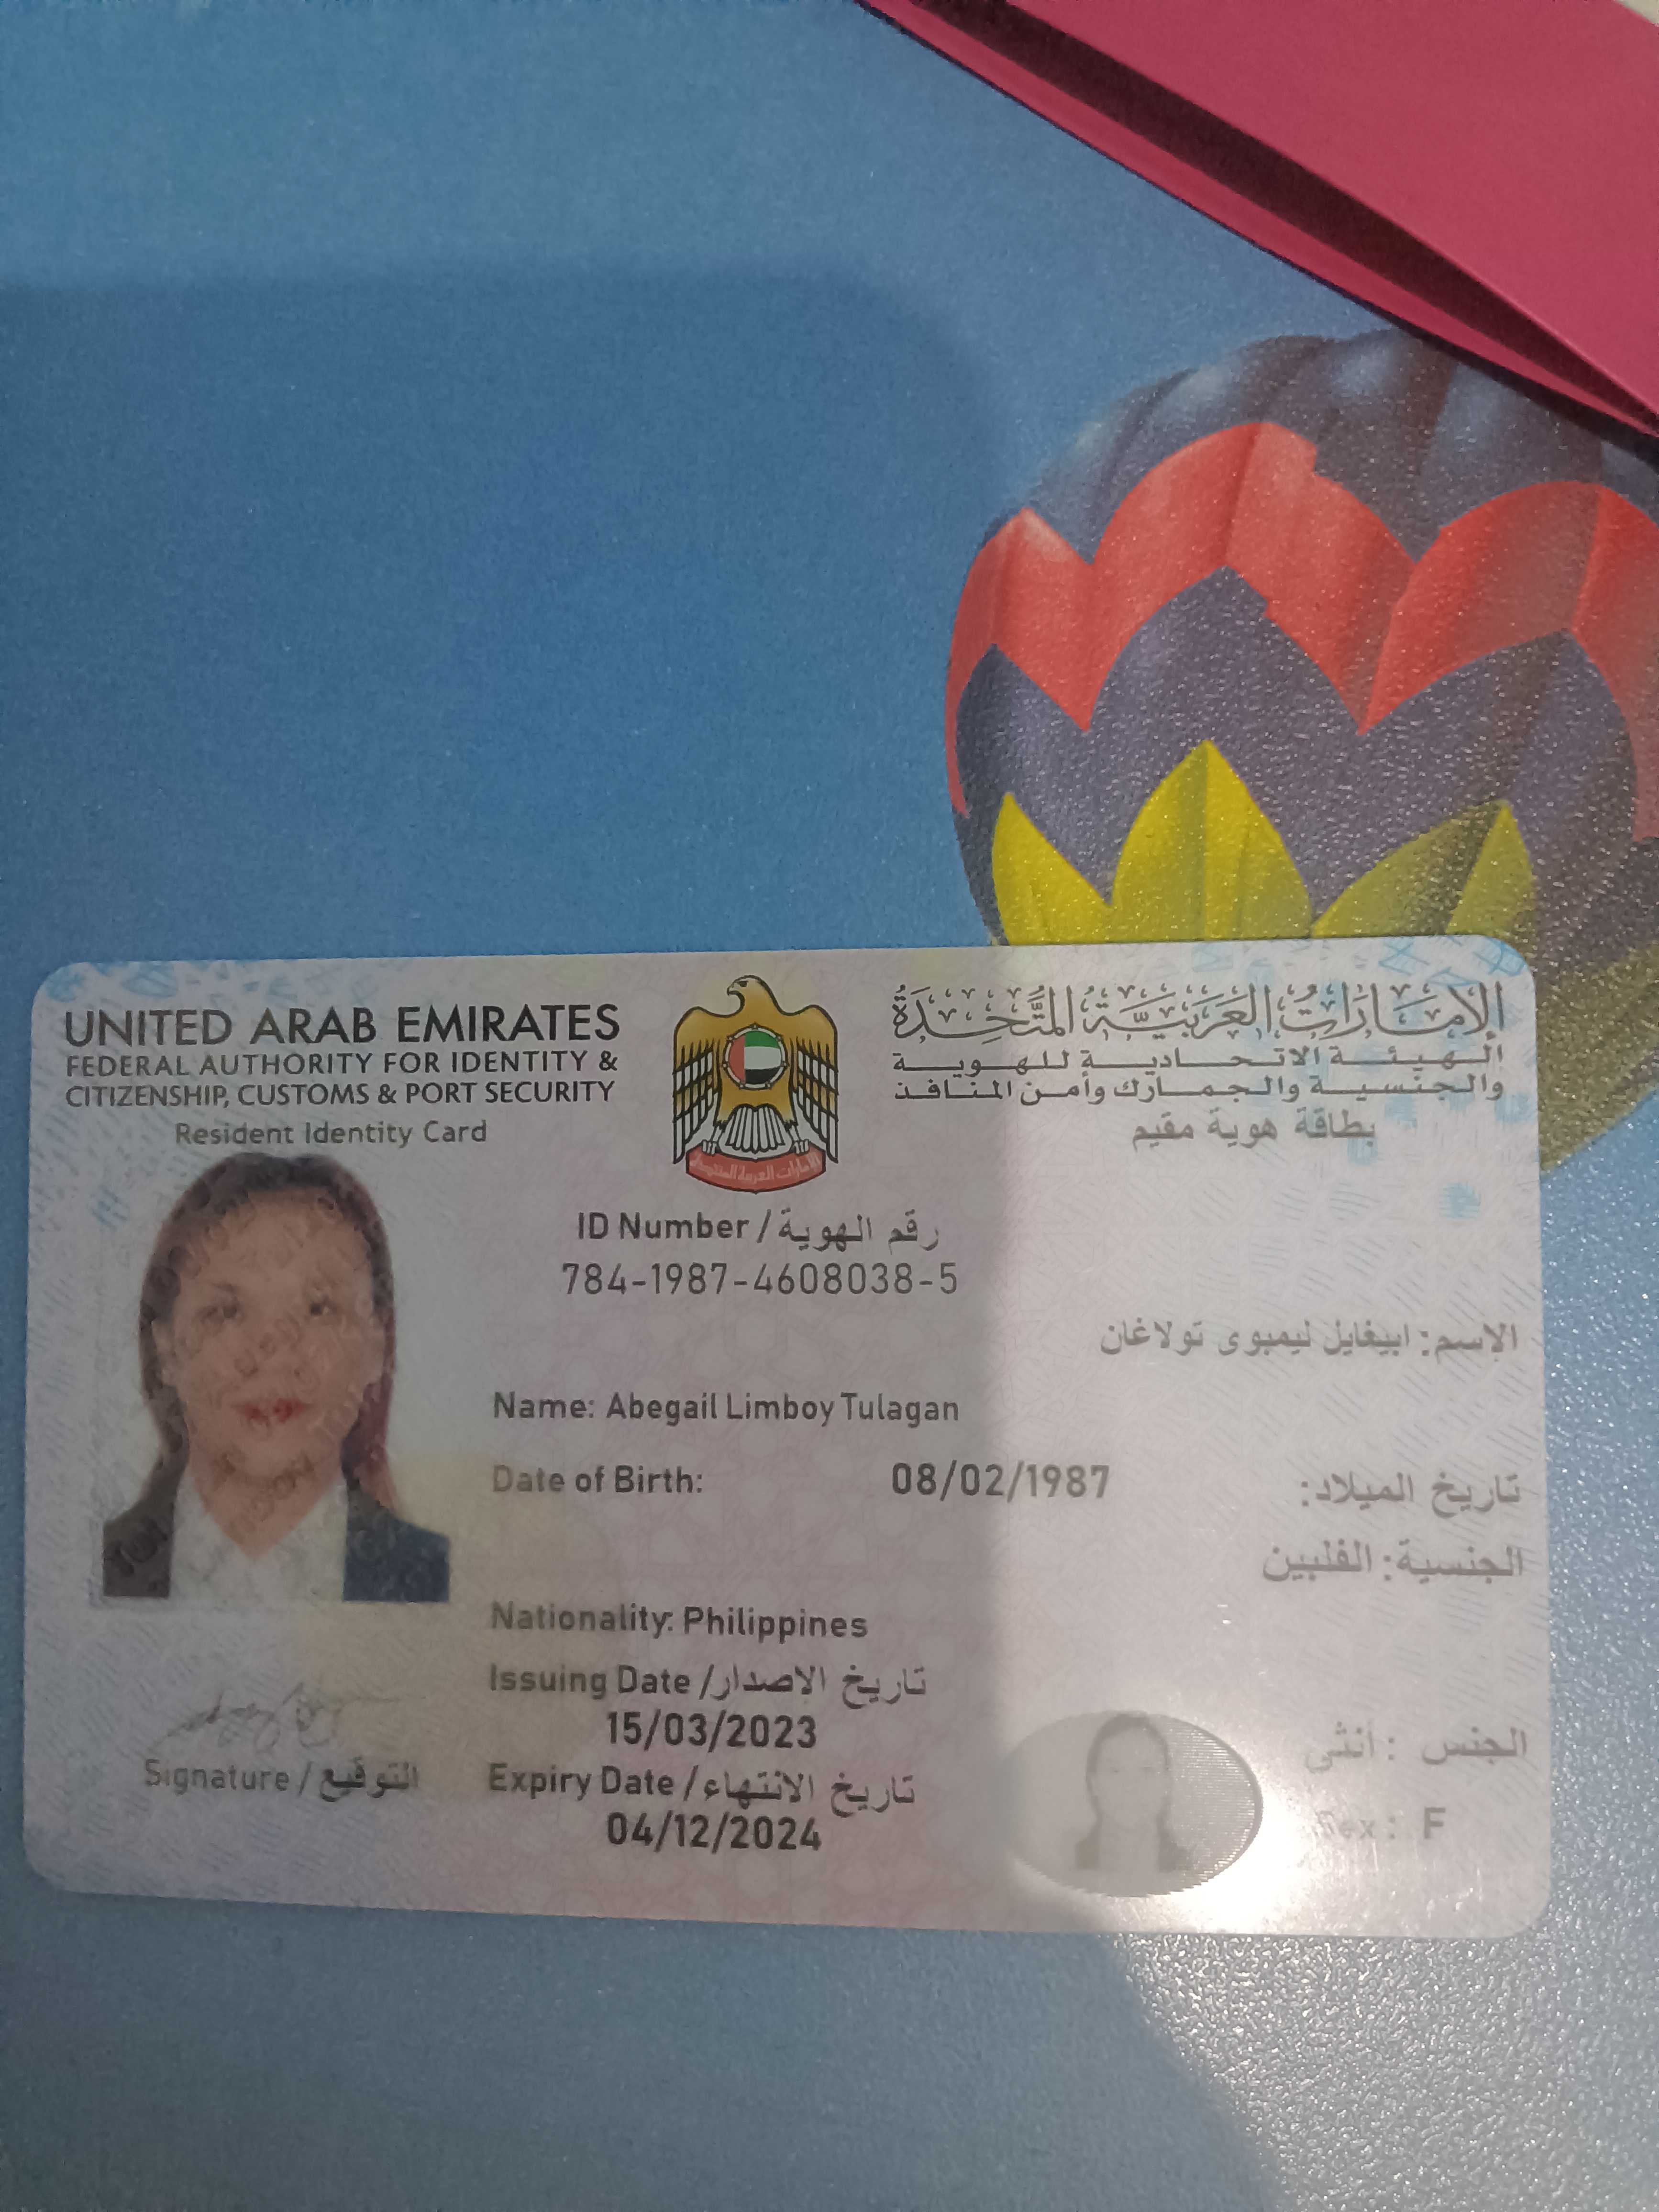 UNITED ARAB EMIRATES
FEDERAL AUTHORITY FOR IDENTITY &
CITIZENSHIP, CUSTOMS & PORT SECURITY
Resident Identity Card
الإمارات العربية المتحدة
الهيئة الاتحادية للهوية
والجنسية والجمارك وأمن المنافذ
بطاقة هوية مقيم
الإمارات العربية المتحدة
ID Number / رقم الهوية
784-1987-4608038-5
الإسم: ابيغايل ليمبوى تولاغان
Name: Abegail Limboy Tulagan
Date of Birth: 08/02/1987 تاريخ الميلاد:
الجنسية: الفلبين
Nationality: Philippines
Issuing Date / تاريخ الاصدار
15/03/2023
Expiry Date / تاريخ الانتهاء
04/12/2024
Signature / التوقيع
الجنس : أنثى
Sex: F